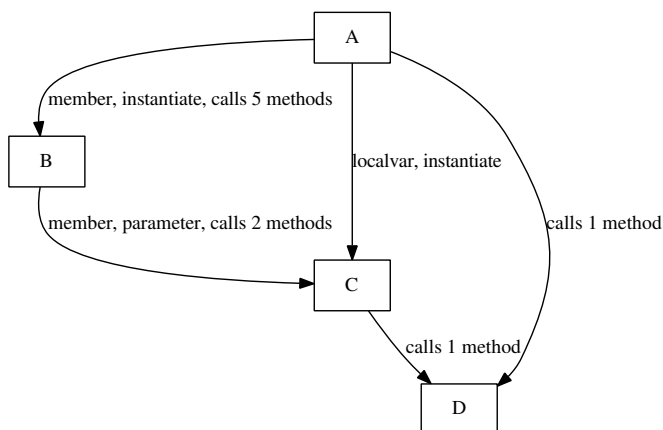 A
member, instantiate, calls 5 methods
B
localvar, instantiate
member, parameter, calls 2 methods
calls 1 method
C
calls 1 method
D